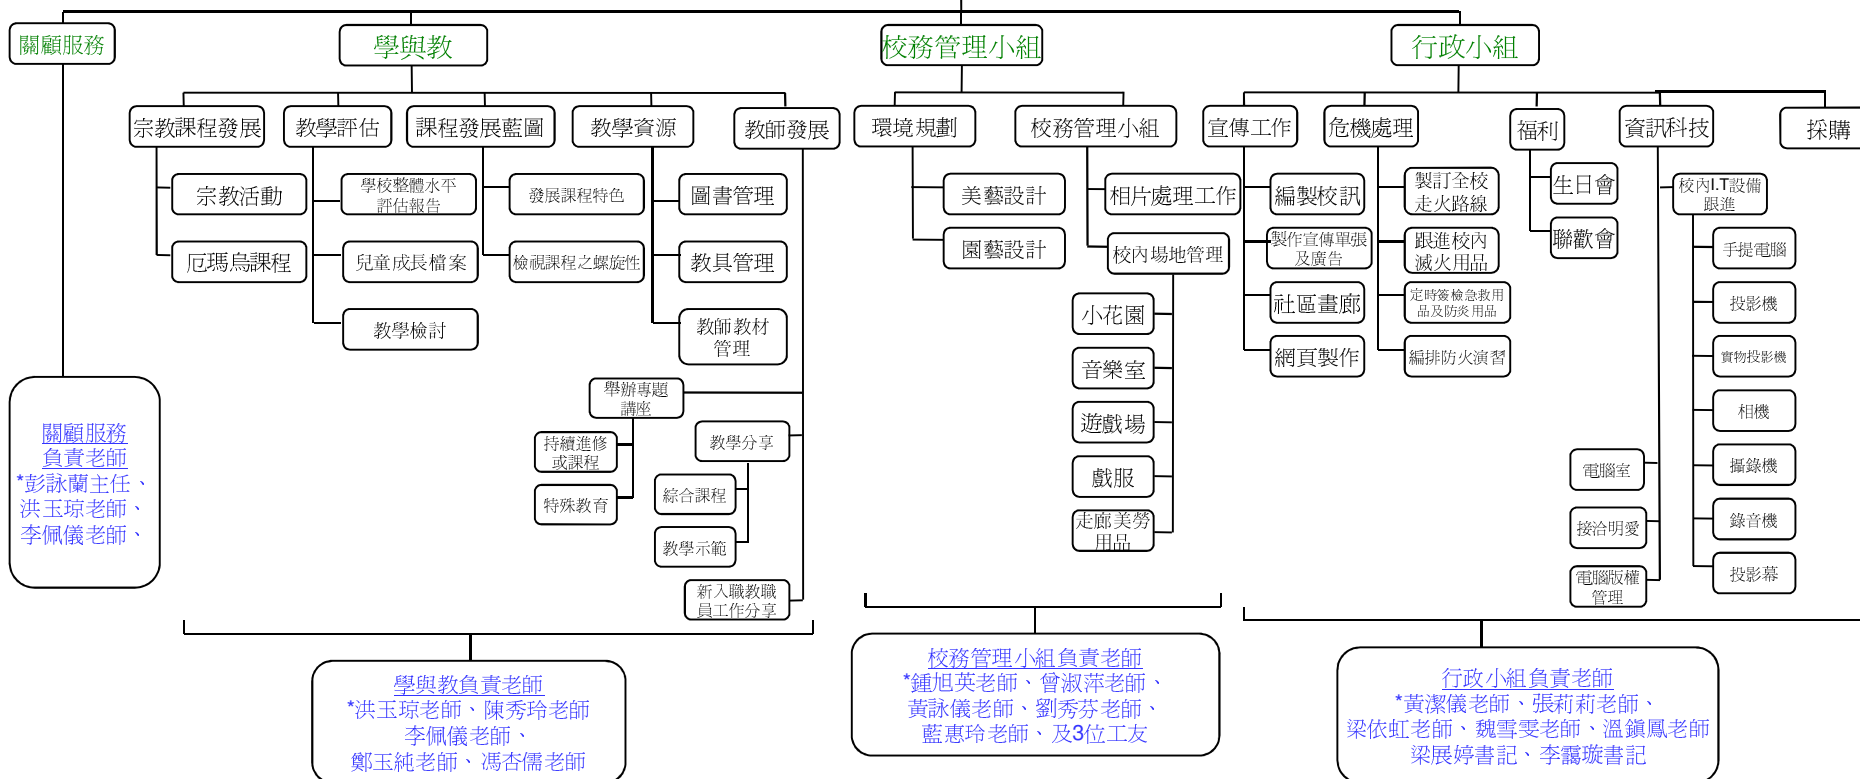 關顧服務
學與教
校務管理小組
行政小組
宗教課程發展
教學評估
課程發展藍圖
教學資源
教師發展
環境規劃
校務管理小組
宣傳工作
危機處理
福利
資訊科技
採購
宗教活動
厄瑪烏課程
學校整體水平
評估報告
兒童成長檔案
教學檢討
發展課程特色
檢視課程之螺旋性
圖書管理
教具管理
教師教材
管理
舉辦專題
講座
持續進修
或課程
特殊教育
教學分享
綜合課程
教學示範
新入職教職
員工作分享
美藝設計
園藝設計
相片處理工作
校內場地管理
小花園
音樂室
遊戲場
戲服
走廊美勞
用品
編製校訊
製作宣傳單張
及廣告
社區畫廊
網頁製作
製訂全校
走火路線
跟進校內
滅火用品
定時簽檢急救用
品及防炎用品
編排防火演習
生日會
聯歡會
校內I.T設備
跟進
手提電腦
投影機
實物投影機
相機
攝錄機
錄音機
投影幕
電腦室
接洽明愛
電腦版權
管理
關顧服務
負責老師
*彭詠蘭主任、
洪玉琼老師、
李佩儀老師、
學與教負責老師
*洪玉琼老師、陳秀玲老師
李佩儀老師、
鄭玉純老師、馮杏儒老師
校務管理小組負責老師
*鍾旭英老師、曾淑萍老師、
黃詠儀老師、劉秀芬老師、
藍惠玲老師、及3位工友
行政小組負責老師
*黃潔儀老師、張莉莉老師、
梁依虹老師、魏雪雯老師、溫鎮鳳老師
梁展婷書記、李靄璇書記